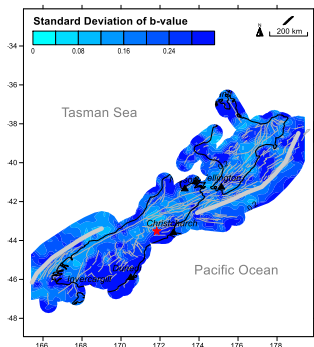 Standard Deviation of b-value
N
0
0.08
0.16
0.24
200 km
-34
-36
-38
-40
-42
-44
-46
-48
Tasman Sea
Wellington
Christchurch
Pacific Ocean
166
168
170
172
174
176
178